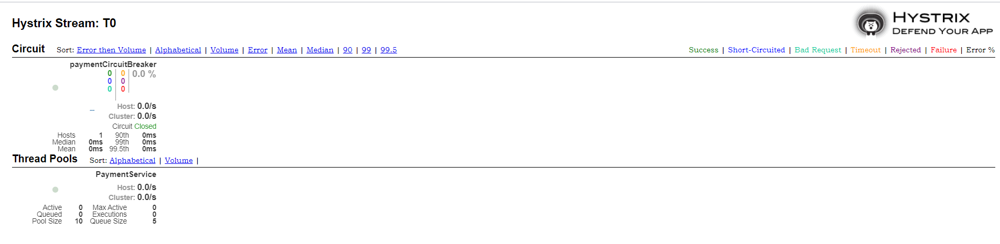 Hystrix Stream: T0
HYSTRIX
DEFEND YOUR APP
Circuit Sort: Error then Volume | Alphabetical | Volume | Error | Mean | Median | 90 | 99 | 99.5
Success | Short-Circuited | Bad Request | Timeout | Rejected | Failure | Error %
paymentCircuitBreaker
0 0 0.0 %
0 0
0 0
Host: 0.0/s
Cluster: 0.0/s
Circuit Closed
Hosts 1 90th 0ms
Median 0ms 99th 0ms
Mean 0ms 99.5th 0ms
Thread Pools Sort: Alphabetical | Volume |
PaymentService
Host: 0.0/s
Cluster: 0.0/s
Active 0 Max Active 0
Queued 0 Executions 0
Pool Size 10 Queue Size 5